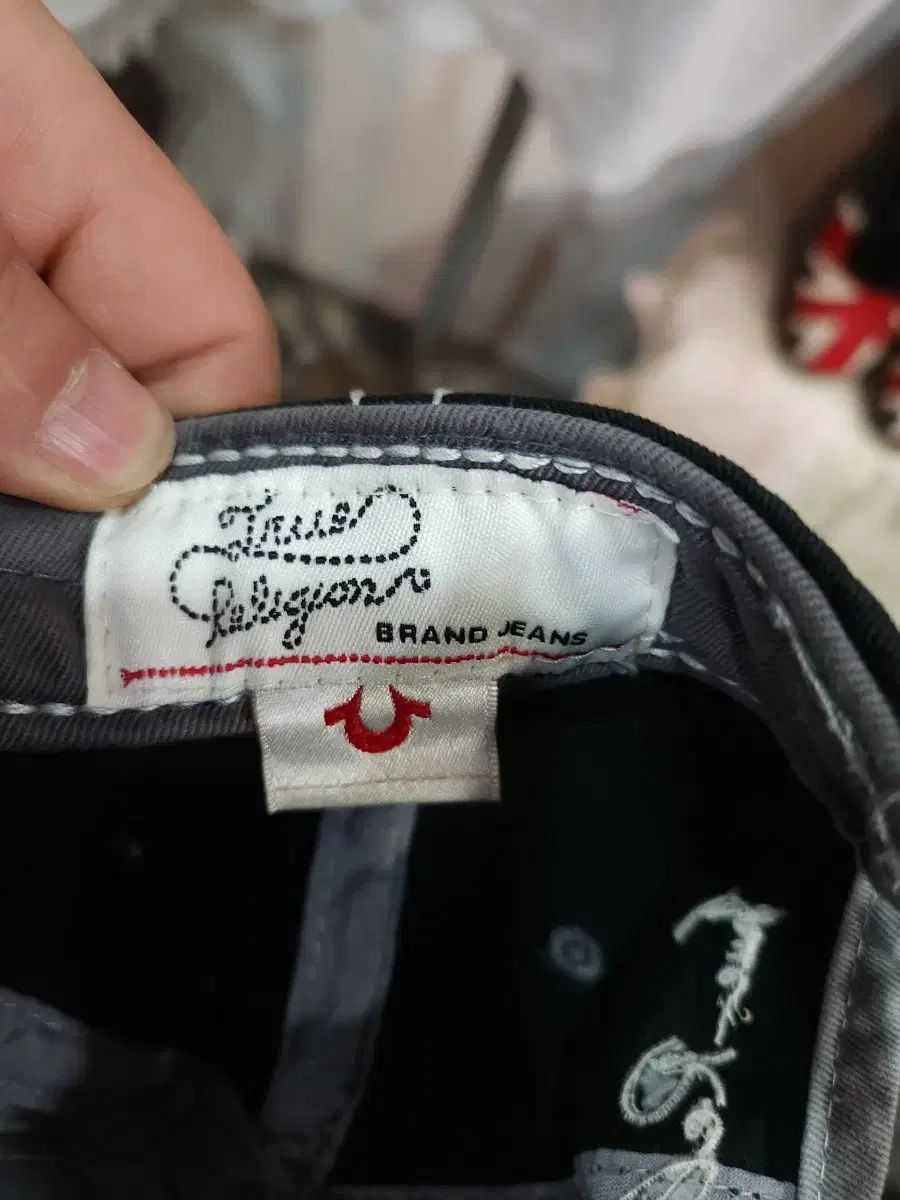 True
Religion
BRAND JEANS